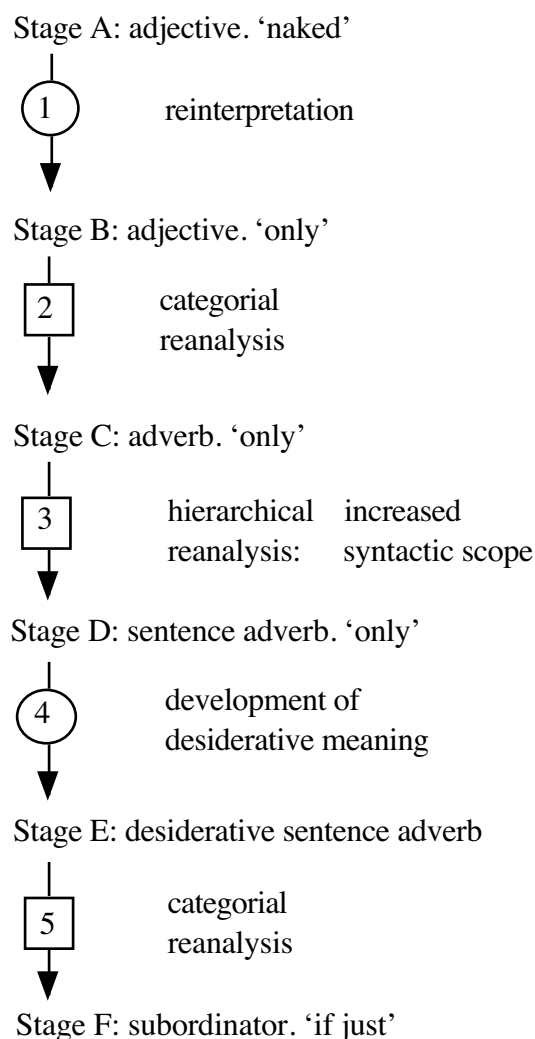 Stage A: adjective. ‘naked’
1 reinterpretation
Stage B: adjective. ‘only’
2 categorial
reanalysis
Stage C: adverb. ‘only’
3 hierarchical increased
reanalysis: syntactic scope
Stage D: sentence adverb. ‘only’
4 development of
desiderative meaning
Stage E: desiderative sentence adverb
5 categorial
reanalysis
Stage F: subordinator. ‘if just’